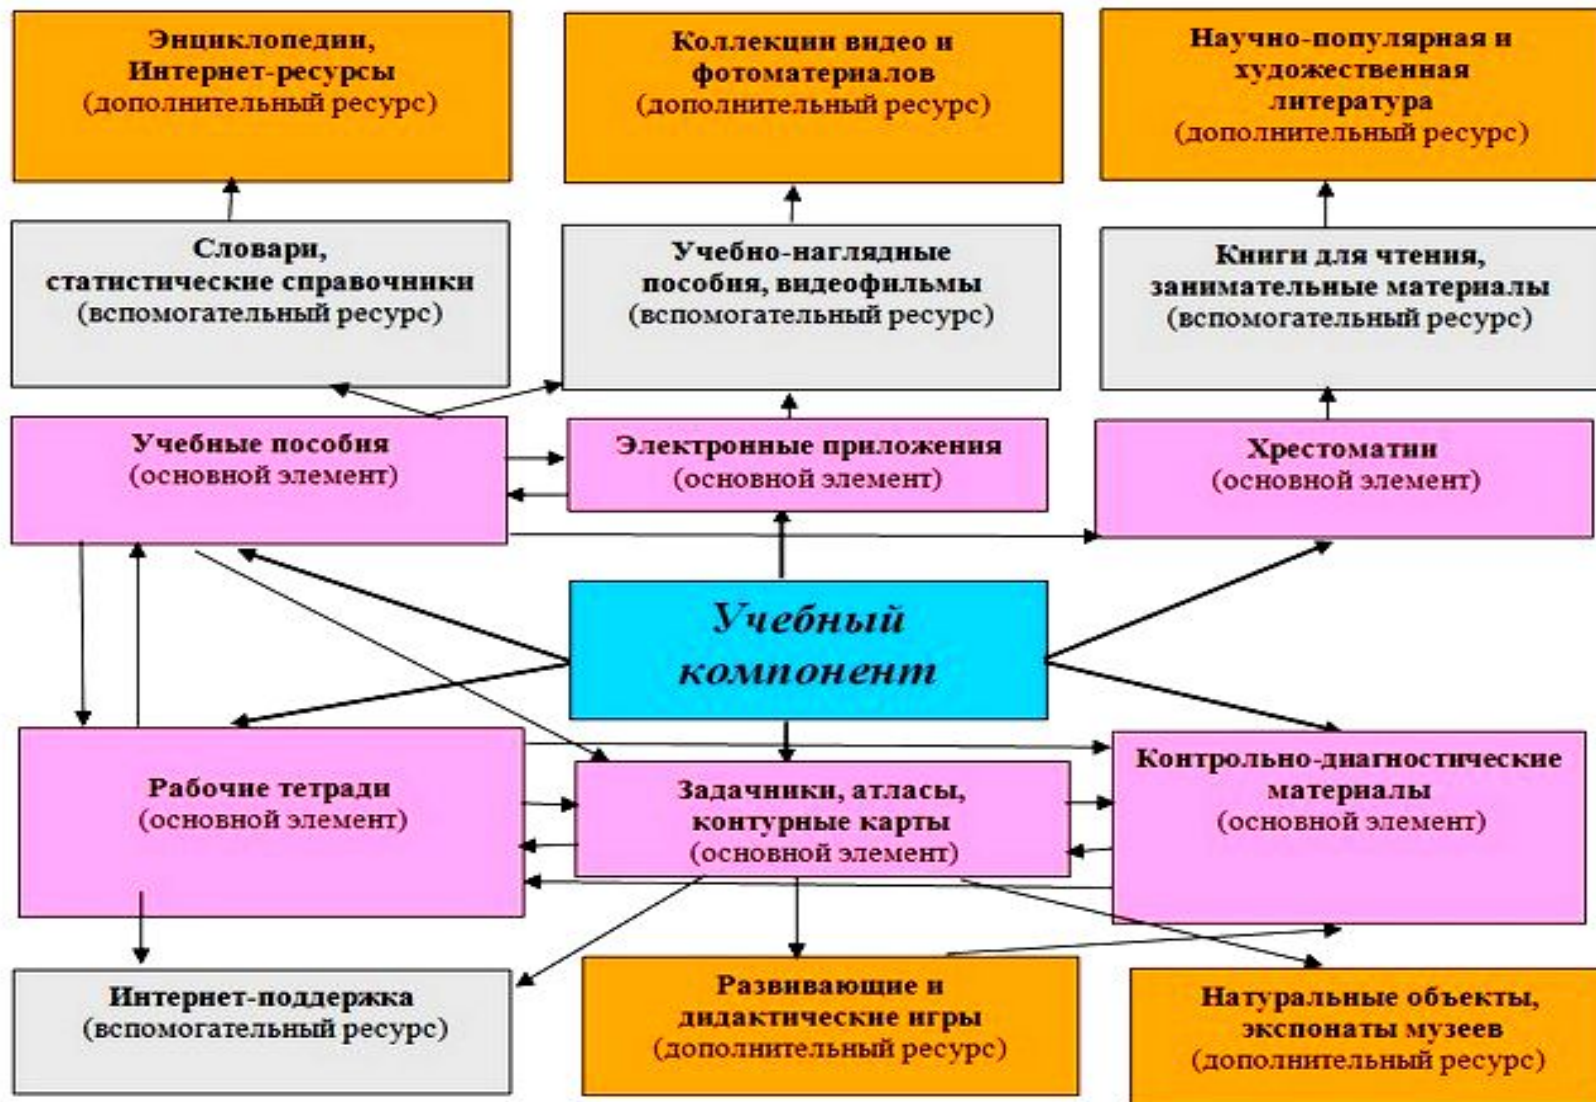 Энциклопедии,
Интернет-ресурсы
(дополнительный ресурс)
Коллекции видео и
фотоматериалов
(дополнительный ресурс)
Научно-популярная и
художественная
литература
(дополнительный ресурс)
Словари,
статистические справочники
(вспомогательный ресурс)
Учебно-наглядные
пособия, видеофильмы
(вспомогательный ресурс)
Книги для чтения,
занимательные материалы
(вспомогательный ресурс)
Учебные пособия
(основной элемент)
Электронные приложения
(основной элемент)
Хрестоматии
(основной элемент)
Учебный
компонент
Рабочие тетради
(основной элемент)
Задачники, атласы,
контурные карты
(основной элемент)
Контрольно-диагностические
материалы
(основной элемент)
Интернет-поддержка
(вспомогательный ресурс)
Развивающие и
дидактические игры
(дополнительный ресурс)
Натуральные объекты,
экспонаты музеев
(дополнительный ресурс)